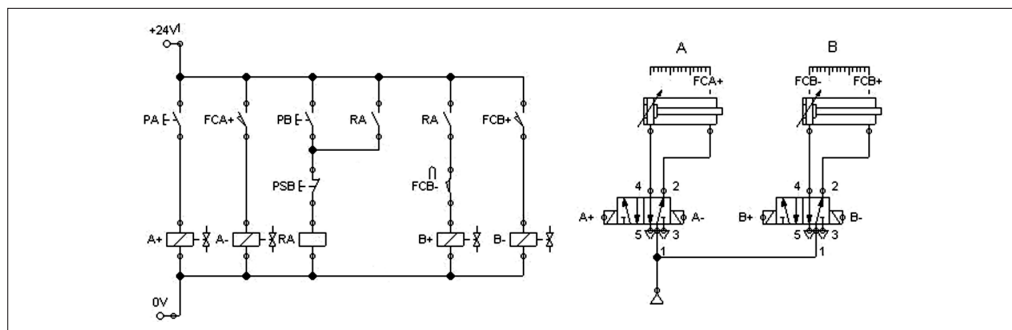 +24V
PA FCA+ PB RA RA FCB+
PSB FCB-
A+ A- RA B+ B-
0V
A B
FCA+ FCB- FCB+
4 2 4 2
A+ A- B+ B-
5 3 5 3
1 1